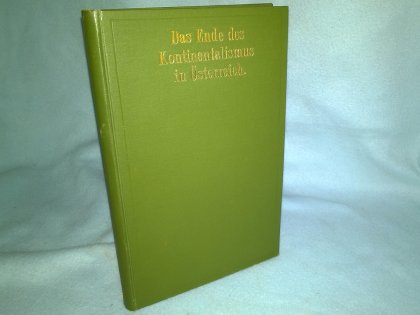 Das Ende des
Kontinentalismus
in Österreich.